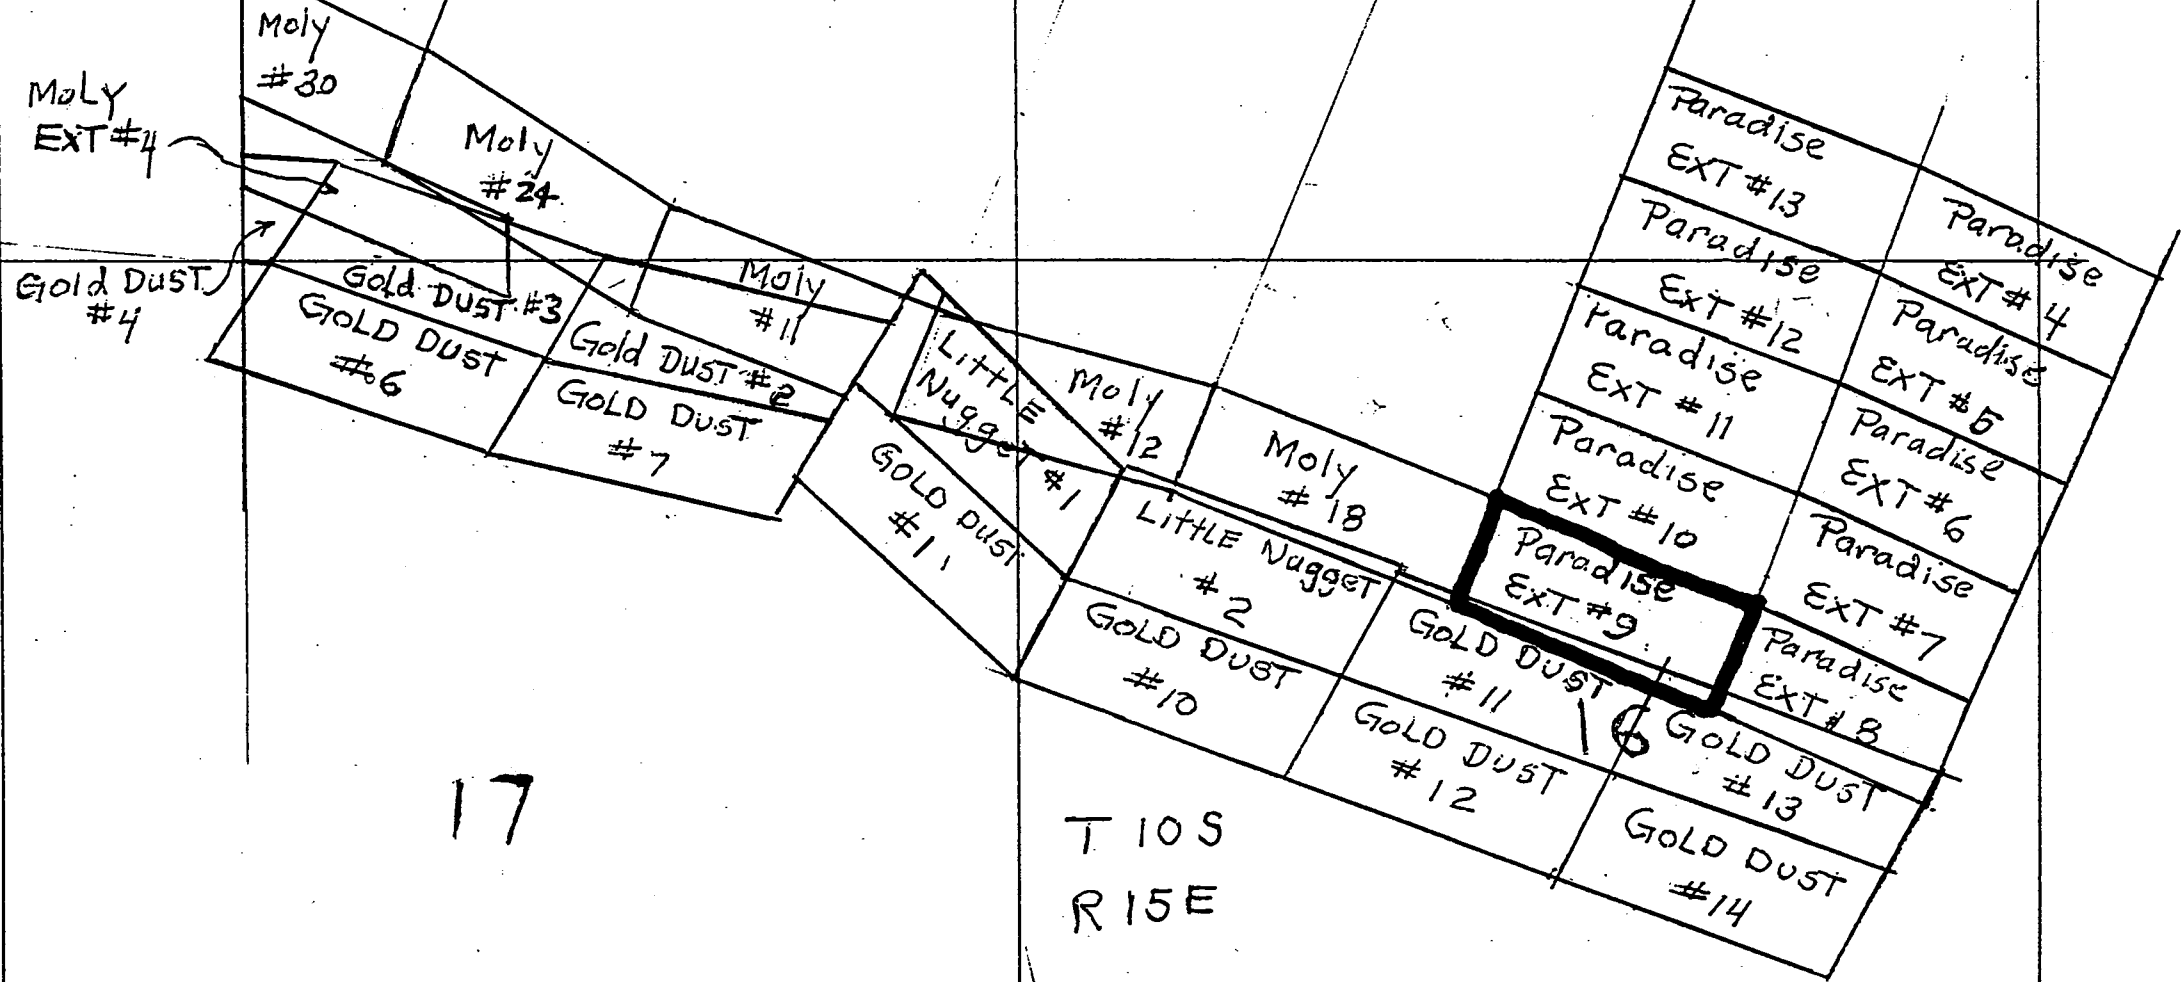 Moly
#30
MoLy
ExT #4
Moly
#24
Gold DUST
#4
Gold DUST #3
GOLD DUST
#6
Moly
#11
Gold DUST #2
GOLD DUST
#7
LITTLE
Nugget #1
GOLD DUST
#1
Moly
#12
Moly
#18
LITTLE Nugget
#2
GOLD DUST
#10
GOLD DUST
#11
GOLD DUST
#12
GOLD DUST
#13
GOLD DUST
#14
Paradise
ExT #13
Paradise
ExT #12
Paradise
ExT #11
Paradise
ExT #10
Paradise
ExT #9
Paradise
ExT #4
Paradise
ExT #5
Paradise
ExT #6
Paradise
ExT #7
Paradise
ExT #8
16
17
T 10 S
R 15 E